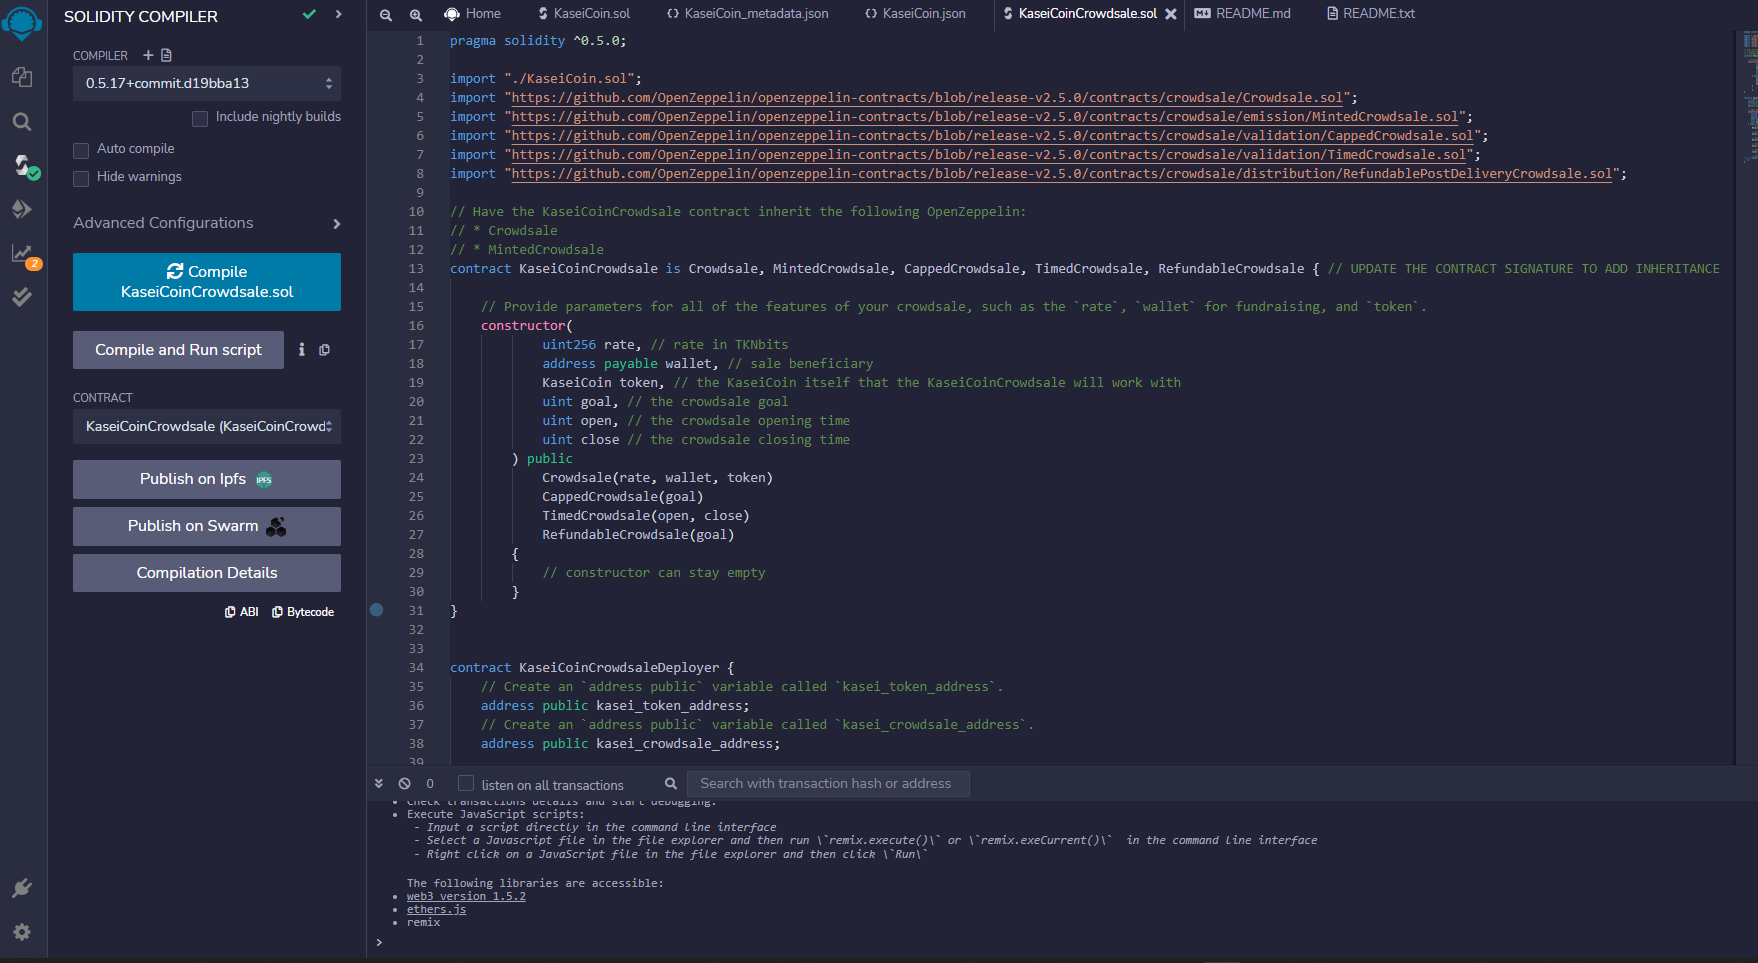 SOLIDITY COMPILER
COMPILER
0.5.17+commit.d19bba13
Include nightly builds
Auto compile
Hide warnings
Advanced Configurations
Compile
KaseiCoinCrowdsale.sol
Compile and Run script
CONTRACT
KaseiCoinCrowdsale (KaseiCoinCrowd
Publish on Ipfs IPFS
Publish on Swarm
Compilation Details
ABI Bytecode
2
Home KaseiCoin.sol KaseiCoin_metadata.json KaseiCoin.json KaseiCoinCrowdsale.sol README.md README.txt
1 pragma solidity ^0.5.0;
2
3 import "./KaseiCoin.sol";
4 import "https://github.com/OpenZeppelin/openzeppelin-contracts/blob/release-v2.5.0/contracts/crowdsale/Crowdsale.sol";
5 import "https://github.com/OpenZeppelin/openzeppelin-contracts/blob/release-v2.5.0/contracts/crowdsale/emission/MintedCrowdsale.sol";
6 import "https://github.com/OpenZeppelin/openzeppelin-contracts/blob/release-v2.5.0/contracts/crowdsale/validation/CappedCrowdsale.sol";
7 import "https://github.com/OpenZeppelin/openzeppelin-contracts/blob/release-v2.5.0/contracts/crowdsale/validation/TimedCrowdsale.sol";
8 import "https://github.com/OpenZeppelin/openzeppelin-contracts/blob/release-v2.5.0/contracts/crowdsale/distribution/RefundablePostDeliveryCrowdsale.sol";
9
10 // Have the KaseiCoinCrowdsale contract inherit the following OpenZeppelin:
11 // * Crowdsale
12 // * MintedCrowdsale
13 contract KaseiCoinCrowdsale is Crowdsale, MintedCrowdsale, CappedCrowdsale, TimedCrowdsale, RefundableCrowdsale { // UPDATE THE CONTRACT SIGNATURE TO ADD INHERITANCE
14
15 // Provide parameters for all of the features of your crowdsale, such as the `rate`, `wallet` for fundraising, and `token`.
16 constructor(
17 uint256 rate, // rate in TKNbits
18 address payable wallet, // sale beneficiary
19 KaseiCoin token, // the KaseiCoin itself that the KaseiCoinCrowdsale will work with
20 uint goal, // the crowdsale goal
21 uint open, // the crowdsale opening time
22 uint close // the crowdsale closing time
23 ) public
24 Crowdsale(rate, wallet, token)
25 CappedCrowdsale(goal)
26 TimedCrowdsale(open, close)
27 RefundableCrowdsale(goal)
28 {
29 // constructor can stay empty
30 }
31 }
32
33
34 contract KaseiCoinCrowdsaleDeployer {
35 // Create an `address public` variable called `kasei_token_address`.
36 address public kasei_token_address;
37 // Create an `address public` variable called `kasei_crowdsale_address`.
38 address public kasei_crowdsale_address;
39
0 listen on all transactions Search with transaction hash or address
• Check transactions details and start debugging.
• Execute JavaScript scripts:
- Input a script directly in the command line interface
- Select a Javascript file in the file explorer and then run \`remix.execute()\` or \`remix.exeCurrent()\` in the command line interface
- Right click on a JavaScript file in the file explorer and then click \`Run\`
The following libraries are accessible:
• web3 version 1.5.2
• ethers.js
• remix
>